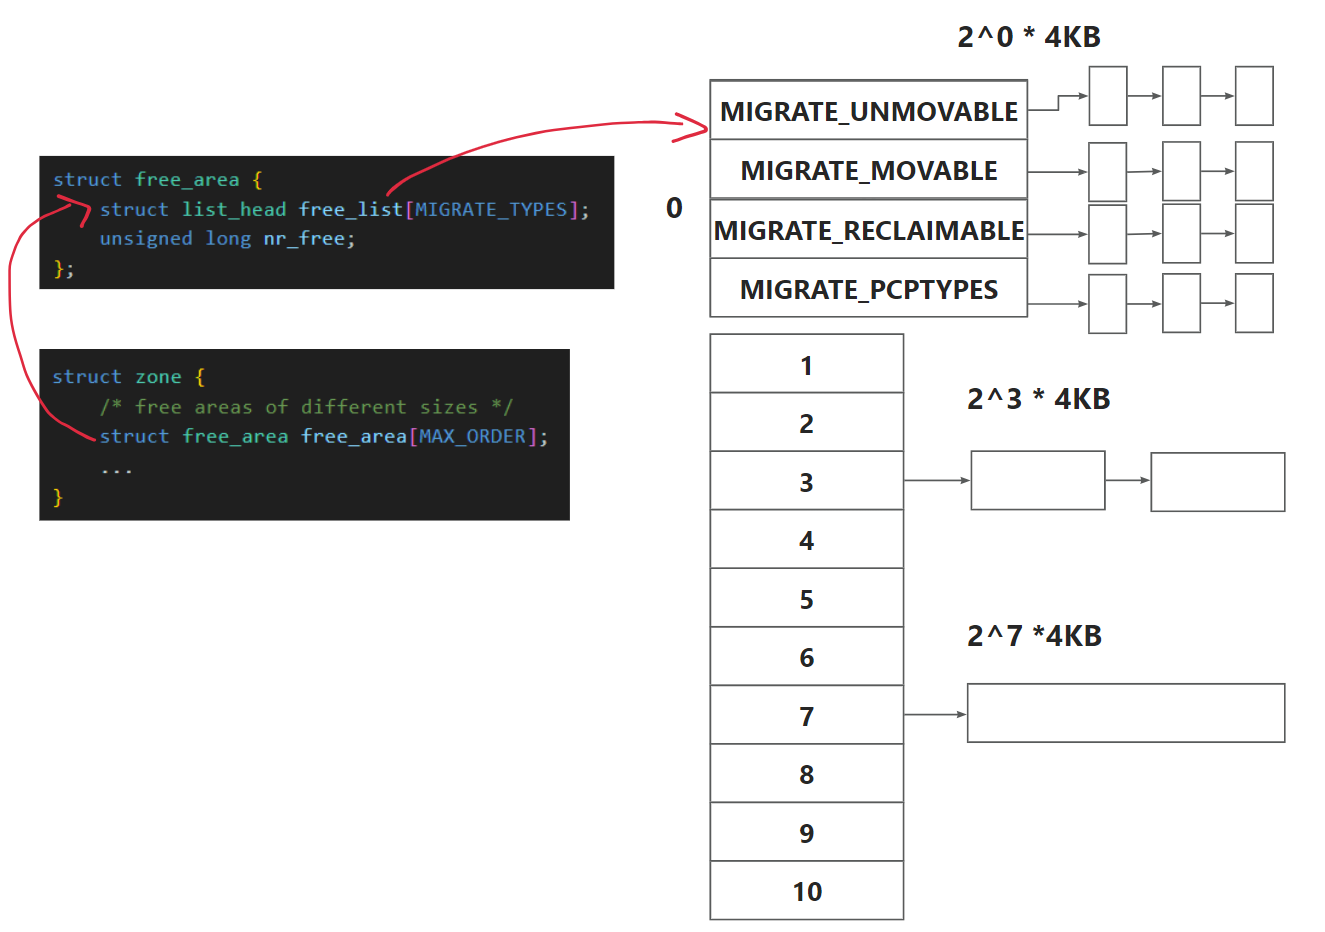 struct free_area {
struct list_head free_list[MIGRATE_TYPES];
unsigned long nr_free;
};
struct zone {
/* free areas of different sizes */
struct free_area free_area[MAX_ORDER];
...
}
2^0 * 4KB
0
MIGRATE_UNMOVABLE
MIGRATE_MOVABLE
MIGRATE_RECLAIMABLE
MIGRATE_PCPTYPES
1
2
3
4
5
6
7
8
9
10
2^3 * 4KB
2^7 *4KB